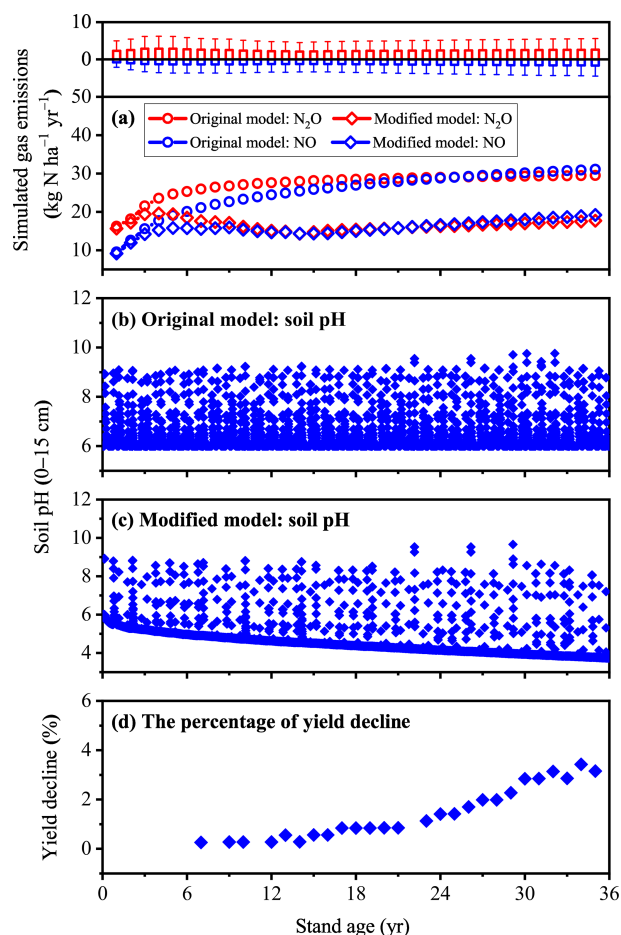 10
0
Simulated gas emissions
(kg N ha⁻¹ yr⁻¹)
50
(a)
Original model: N₂O
Modified model: N₂O
Original model: NO
Modified model: NO
40
30
20
10
12
(b) Original model: soil pH
10
8
6
Soil pH (0–15 cm)
12
(c) Modified model: soil pH
10
8
6
4
6
(d) The percentage of yield decline
4
2
0
Yield decline (%)
0 6 12 18 24 30 36
Stand age (yr)